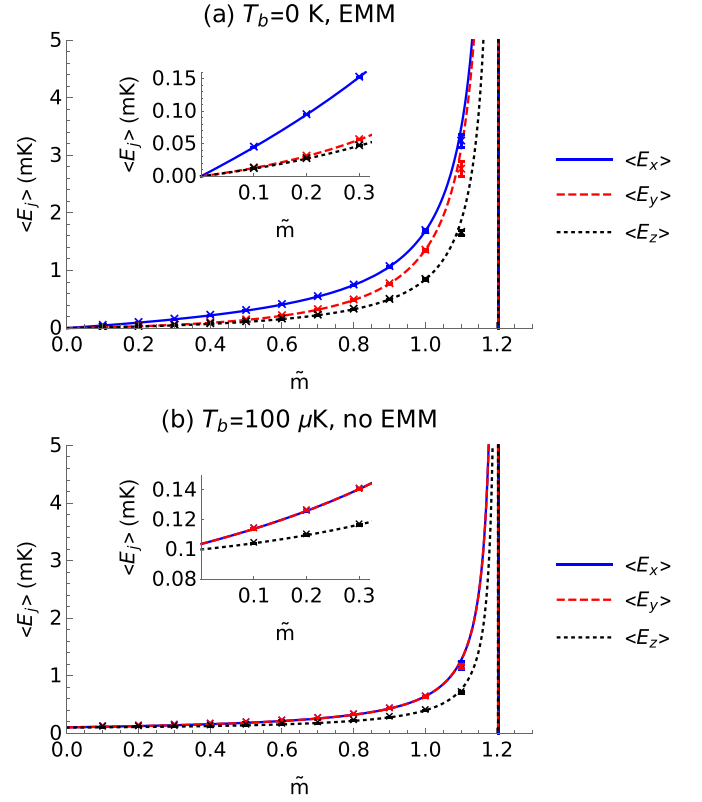 (a) T_b=0 K, EMM
5
4
3
2
1
0
<E_j> (mK)
0.0 0.2 0.4 0.6 0.8 1.0 1.2
m̃
0.15
0.10
0.05
0.00
<E_j> (mK)
0.1 0.2 0.3
m̃
<E_x>
<E_y>
<E_z>
(b) T_b=100 μK, no EMM
5
4
3
2
1
0
<E_j> (mK)
0.0 0.2 0.4 0.6 0.8 1.0 1.2
m̃
0.14
0.12
0.1
0.08
<E_j> (mK)
0.1 0.2 0.3
m̃
<E_x>
<E_y>
<E_z>